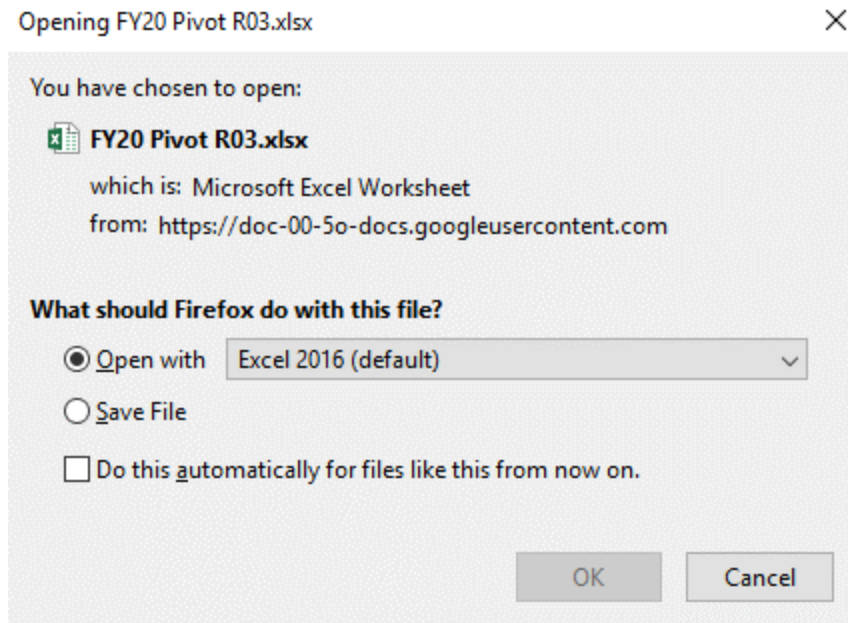 Opening FY20 Pivot R03.xlsx
You have chosen to open:
FY20 Pivot R03.xlsx
which is: Microsoft Excel Worksheet
from: https://doc-00-5o-docs.googleusercontent.com
What should Firefox do with this file?
Open with Excel 2016 (default)
Save File
Do this automatically for files like this from now on.
OK Cancel